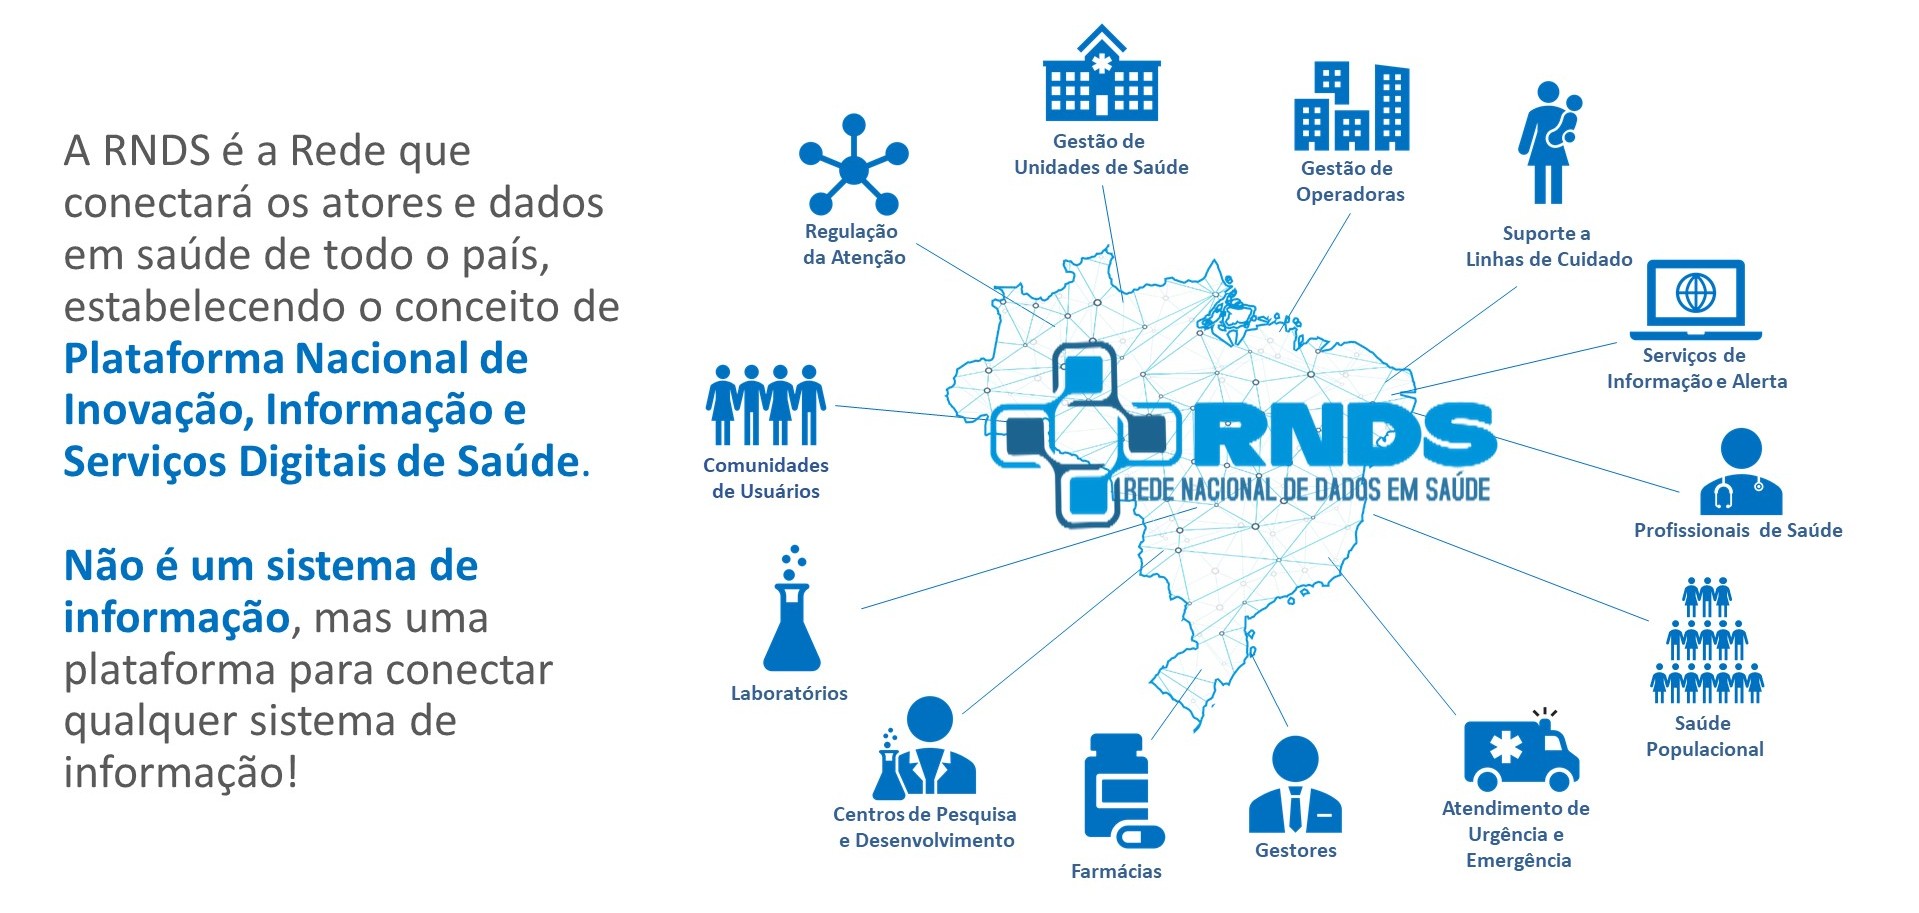 A RNDS é a Rede que
conectará os atores e dados
em saúde de todo o país,
estabelecendo o conceito de
Plataforma Nacional de
Inovação, Informação e
Serviços Digitais de Saúde.
Não é um sistema de
informação, mas uma
plataforma para conectar
qualquer sistema de
informação!
Gestão de
Unidades de Saúde
Gestão de
Operadoras
Regulação
da Atenção
Suporte a
Linhas de Cuidado
Serviços de
Informação e Alerta
Comunidades
de Usuários
RNDS
REDE NACIONAL DE DADOS EM SAÚDE
Profissionais de Saúde
Laboratórios
Saúde
Populacional
Centros de Pesquisa
e Desenvolvimento
Farmácias
Gestores
Atendimento de
Urgência e
Emergência